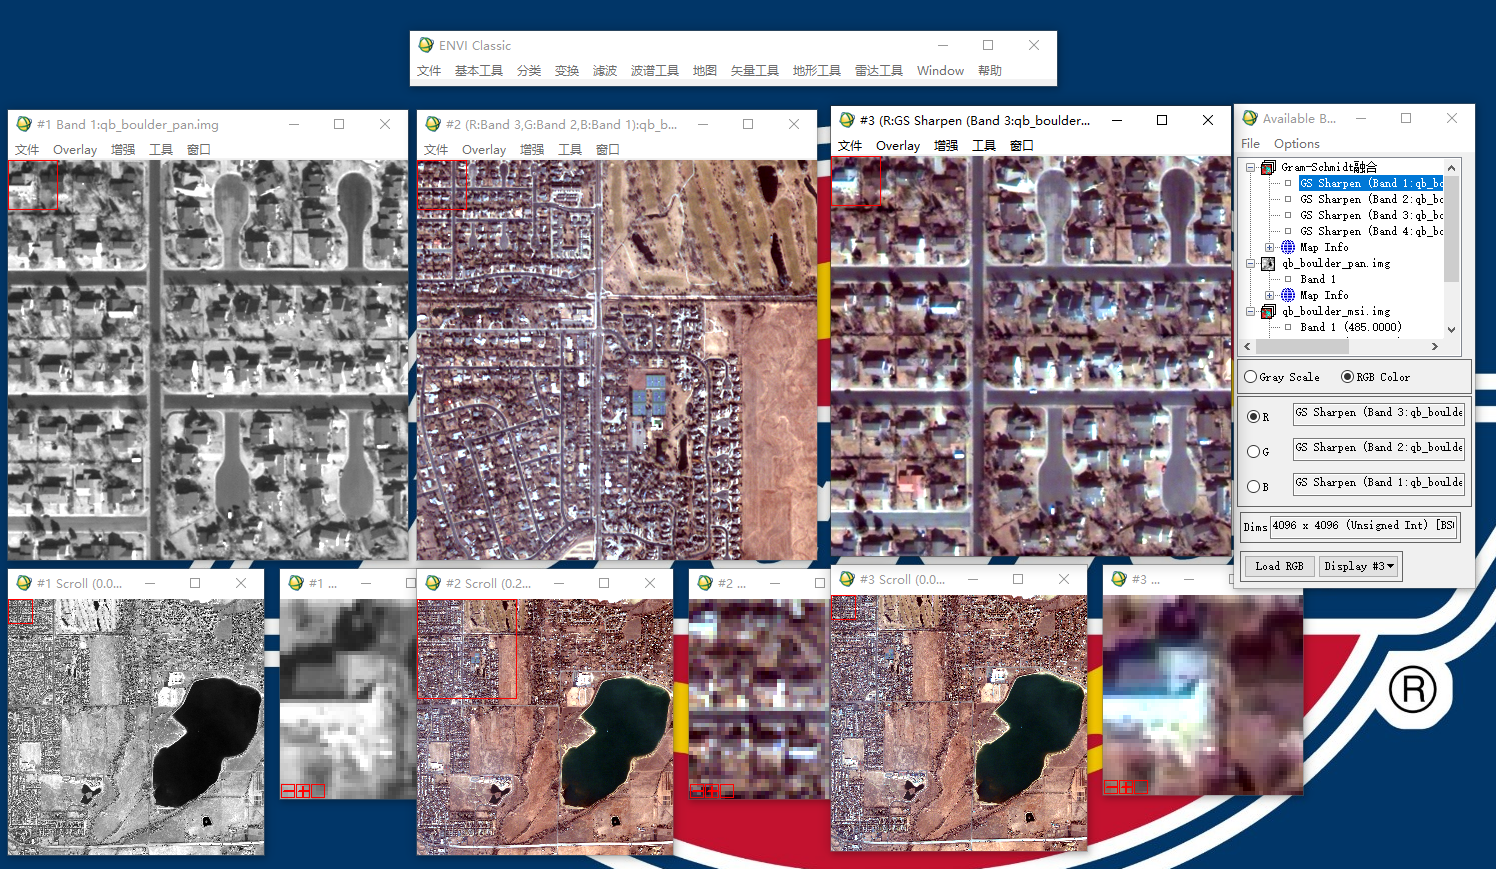 ENVI Classic
文件 基本工具 分类 变换 滤波 波谱工具 地图 矢量工具 地形工具 雷达工具 Window 帮助
#1 Band 1:qb_boulder_pan.img
文件 Overlay 增强 工具 窗口
#2 (R:Band 3,G:Band 2,B:Band 1):qb_b...
文件 Overlay 增强 工具 窗口
#3 (R:GS Sharpen (Band 3:qb_boulder...
文件 Overlay 增强 工具 窗口
Available B...
File Options
Gram-Schmidt融合
GS Sharpen (Band 1:qb_bo
GS Sharpen (Band 2:qb_bo
GS Sharpen (Band 3:qb_bo
GS Sharpen (Band 4:qb_bo
Map Info
qb_boulder_pan.img
Band 1
Map Info
qb_boulder_msi.img
Band 1 (485.0000)
Gray Scale RGB Color
R GS Sharpen (Band 3:qb_boulde
G GS Sharpen (Band 2:qb_boulde
B GS Sharpen (Band 1:qb_boulde
Dims 4096 x 4096 (Unsigned Int) [BS
Load RGB Display #3
#1 Scroll (0.0...
#1 ...
#2 Scroll (0.2...
#2 ...
#3 Scroll (0.0...
#3 ...
®